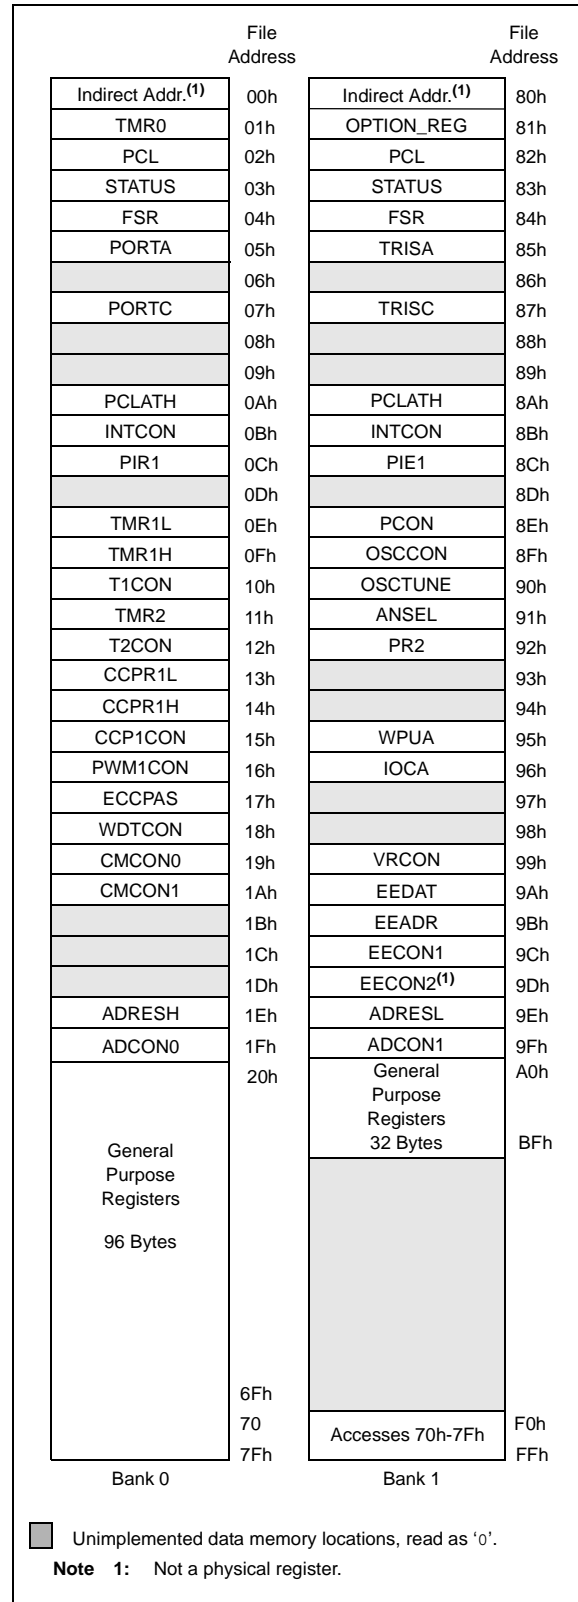 File Address File Address
Indirect Addr.(1) 00h Indirect Addr.(1) 80h
TMR0 01h OPTION_REG 81h
PCL 02h PCL 82h
STATUS 03h STATUS 83h
FSR 04h FSR 84h
PORTA 05h TRISA 85h
06h 86h
PORTC 07h TRISC 87h
08h 88h
09h 89h
PCLATH 0Ah PCLATH 8Ah
INTCON 0Bh INTCON 8Bh
PIR1 0Ch PIE1 8Ch
0Dh 8Dh
TMR1L 0Eh PCON 8Eh
TMR1H 0Fh OSCCON 8Fh
T1CON 10h OSCTUNE 90h
TMR2 11h ANSEL 91h
T2CON 12h PR2 92h
CCPR1L 13h 93h
CCPR1H 14h 94h
CCP1CON 15h WPUA 95h
PWM1CON 16h IOCA 96h
ECCPAS 17h 97h
WDTCON 18h 98h
CMCON0 19h VRCON 99h
CMCON1 1Ah EEDAT 9Ah
1Bh EEADR 9Bh
1Ch EECON1 9Ch
1Dh EECON2(1) 9Dh
ADRESH 1Eh ADRESL 9Eh
ADCON0 1Fh ADCON1 9Fh
20h General A0h
Purpose
Registers
32 Bytes BFh
General
Purpose
Registers
96 Bytes
6Fh
70 Accesses 70h-7Fh F0h
7Fh FFh
Bank 0 Bank 1
Unimplemented data memory locations, read as ‘0’.
Note 1: Not a physical register.